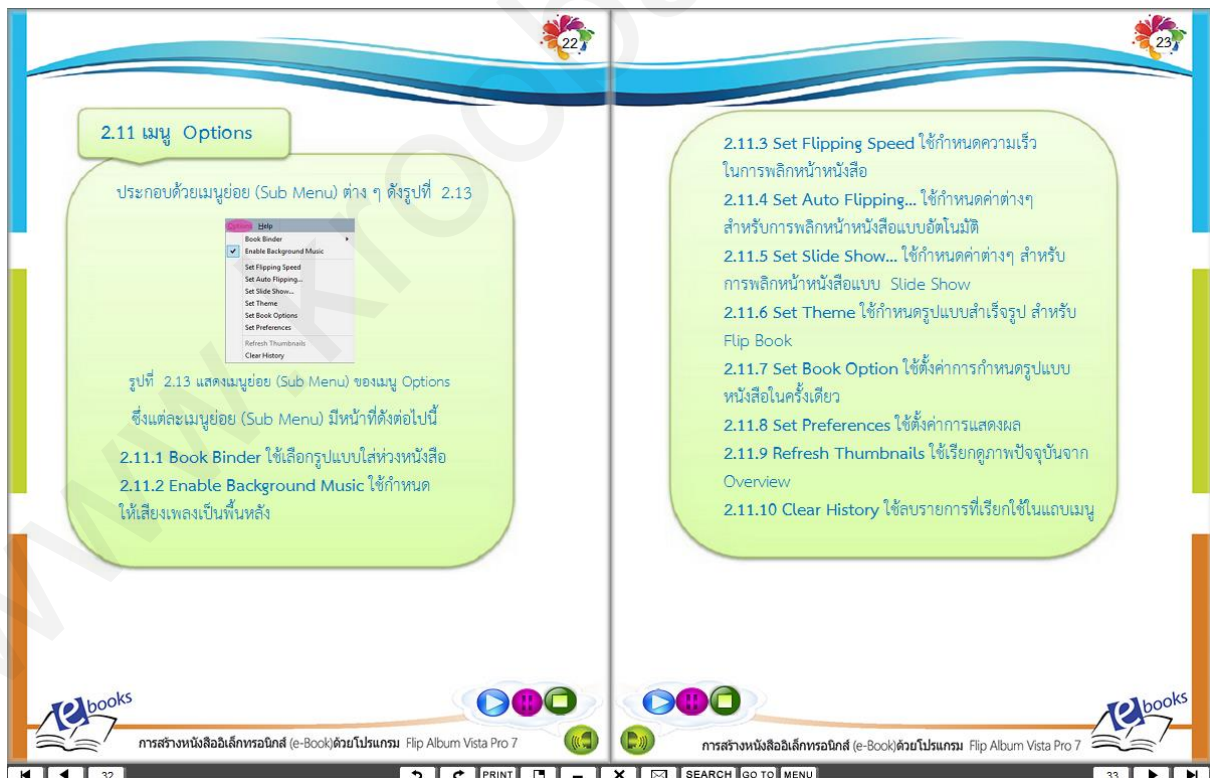 22
2.11 เมนู Options
ประกอบด้วยเมนูย่อย (Sub Menu) ต่าง ๆ ดังรูปที่ 2.13
Options Help
Book Binder
Enable Background Music
Set Flipping Speed
Set Auto Flipping...
Set Slide Show...
Set Theme
Set Book Options
Set Preferences
Refresh Thumbnails
Clear History
รูปที่ 2.13 แสดงเมนูย่อย (Sub Menu) ของเมนู Options
ซึ่งแต่ละเมนูย่อย (Sub Menu) มีหน้าที่ดังต่อไปนี้
2.11.1 Book Binder ใช้เลือกรูปแบบใส่ห่วงหนังสือ
2.11.2 Enable Background Music ใช้กำหนด
ให้เสียงเพลงเป็นพื้นหลัง
ebooks
การสร้างหนังสืออิเล็กทรอนิกส์ (e-Book)ด้วยโปรแกรม Flip Album Vista Pro 7
23
2.11.3 Set Flipping Speed ใช้กำหนดความเร็ว
ในการพลิกหน้าหนังสือ
2.11.4 Set Auto Flipping... ใช้กำหนดค่าต่างๆ
สำหรับการพลิกหน้าหนังสือแบบอัตโนมัติ
2.11.5 Set Slide Show... ใช้กำหนดค่าต่างๆ สำหรับ
การพลิกหน้าหนังสือแบบ Slide Show
2.11.6 Set Theme ใช้กำหนดรูปแบบสำเร็จรูป สำหรับ
Flip Book
2.11.7 Set Book Option ใช้ตั้งค่าการกำหนดรูปแบบ
หนังสือในครั้งเดียว
2.11.8 Set Preferences ใช้ตั้งค่าการแสดงผล
2.11.9 Refresh Thumbnails ใช้เรียกดูภาพปัจจุบันจาก
Overview
2.11.10 Clear History ใช้ลบรายการที่เรียกใช้ในแถบเมนู
ebooks
การสร้างหนังสืออิเล็กทรอนิกส์ (e-Book)ด้วยโปรแกรม Flip Album Vista Pro 7
32 PRINT SEARCH GO TO MENU 33